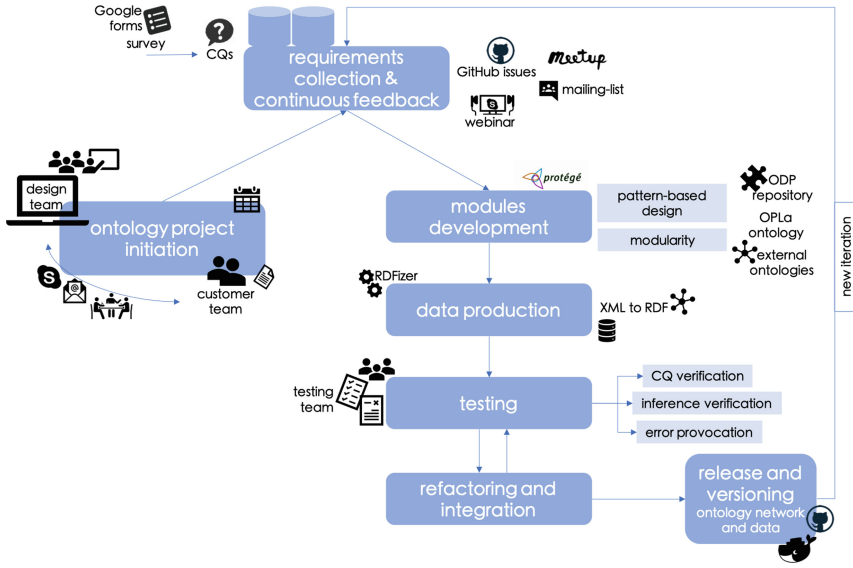 Google
forms
survey
CQs
requirements
collection &
continuous feedback
GitHub issues
meetup
mailing-list
webinar
design
team
ontology project
initiation
customer
team
protégé
modules
development
pattern-based
design
modularity
ODP
repository
OPLa
ontology
external
ontologies
new iteration
RDFizer
data production
XML to RDF
testing
team
testing
CQ verification
inference verification
error provocation
refactoring and
integration
release and
versioning
ontology network
and data